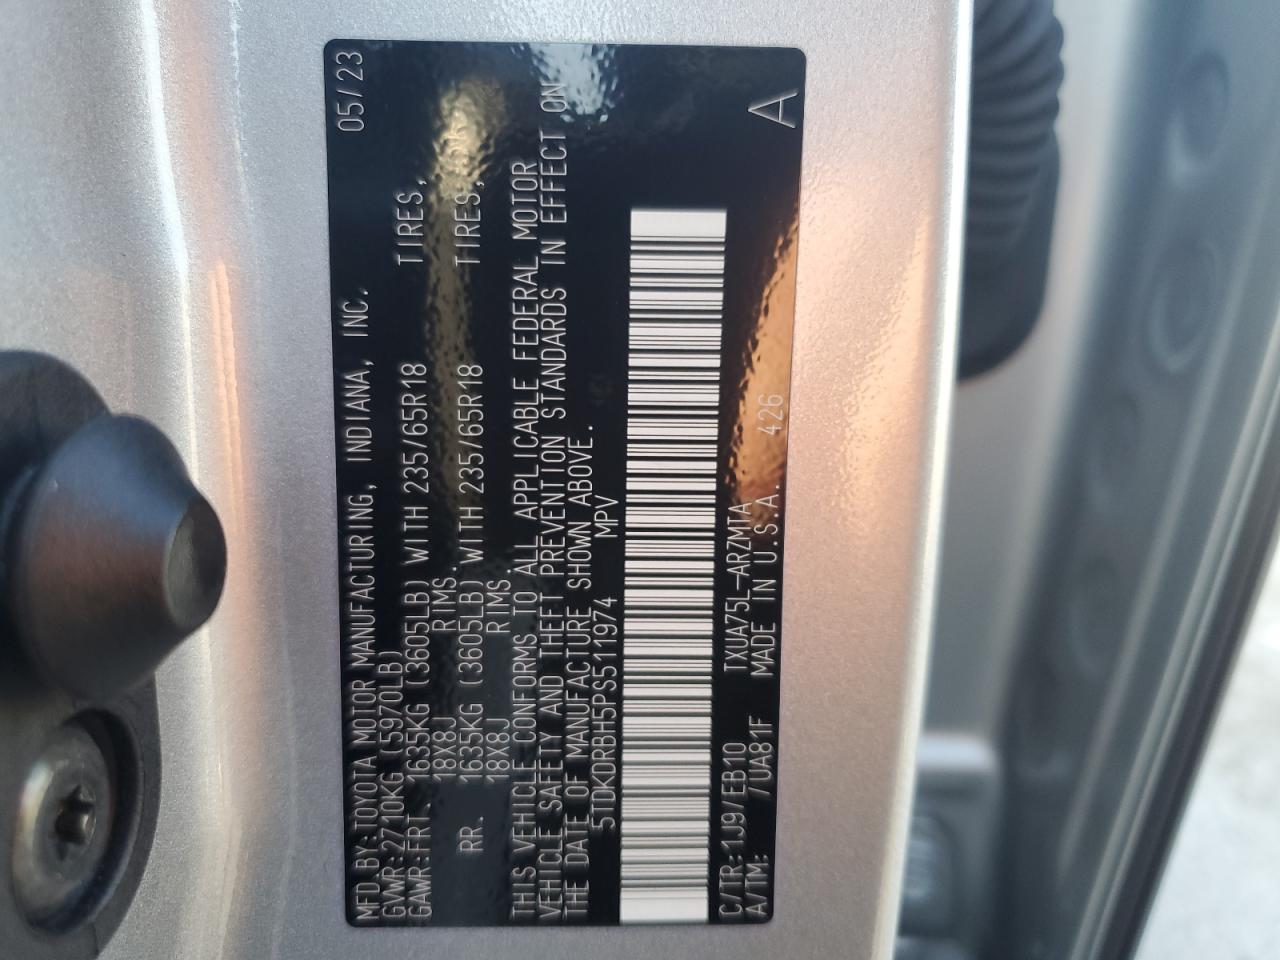 MFD BY: TOYOTA MOTOR MANUFACTURING, INDIANA, INC. 05/23
GVWR: 2710KG (5970LB)
GAWR: FRT. 1635KG (3605LB) WITH 235/65R18 TIRES,
18X8J RIMS.
RR. 1635KG (3605LB) WITH 235/65R18 TIRES,
18X8J RIMS
THIS VEHICLE CONFORMS TO ALL APPLICABLE FEDERAL MOTOR
VEHICLE SAFETY AND THEFT PREVENTION STANDARDS IN EFFECT ON
THE DATE OF MANUFACTURE SHOWN ABOVE.
5TDKDRBH5PS511974 MPV
C/TR: 1J9/EB10 TXUA75L-ARZMTA
A/TM: /UA81F MADE IN U.S.A. 426 A